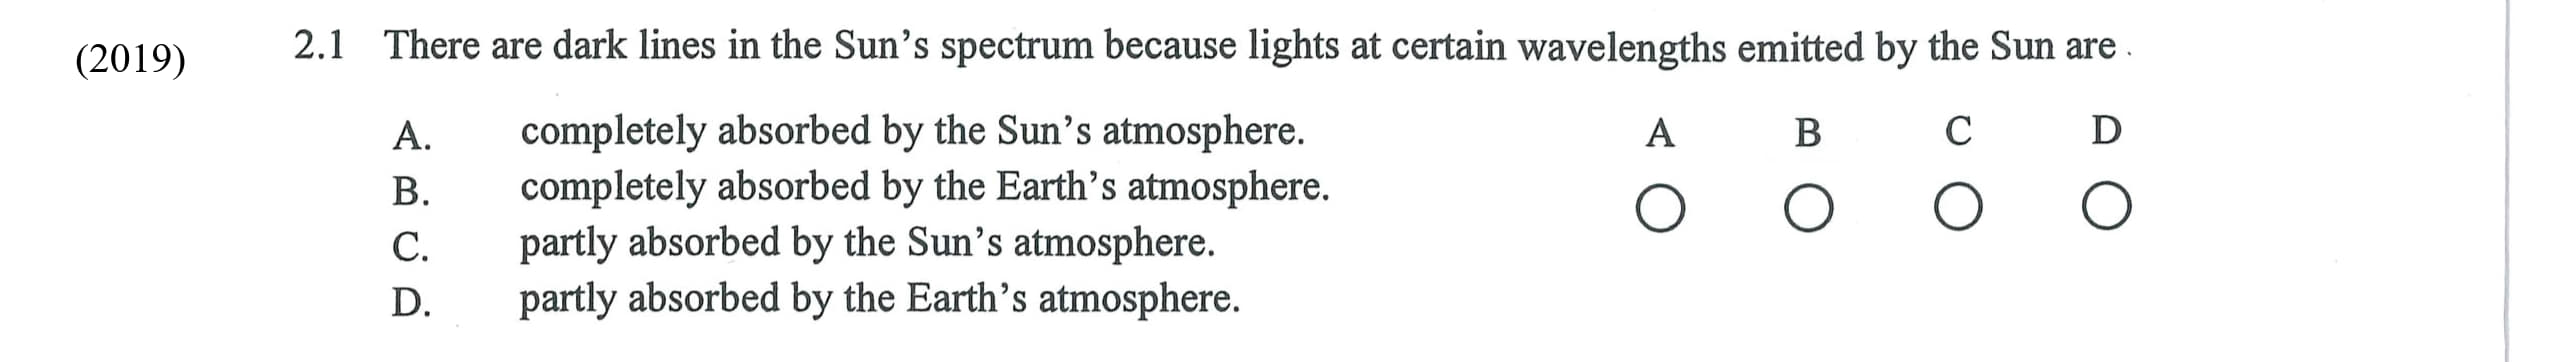 (2019) 2.1 There are dark lines in the Sun's spectrum because lights at certain wavelengths emitted by the Sun are .
A. completely absorbed by the Sun's atmosphere. A B C D
B. completely absorbed by the Earth's atmosphere.
C. partly absorbed by the Sun's atmosphere.
D. partly absorbed by the Earth's atmosphere.